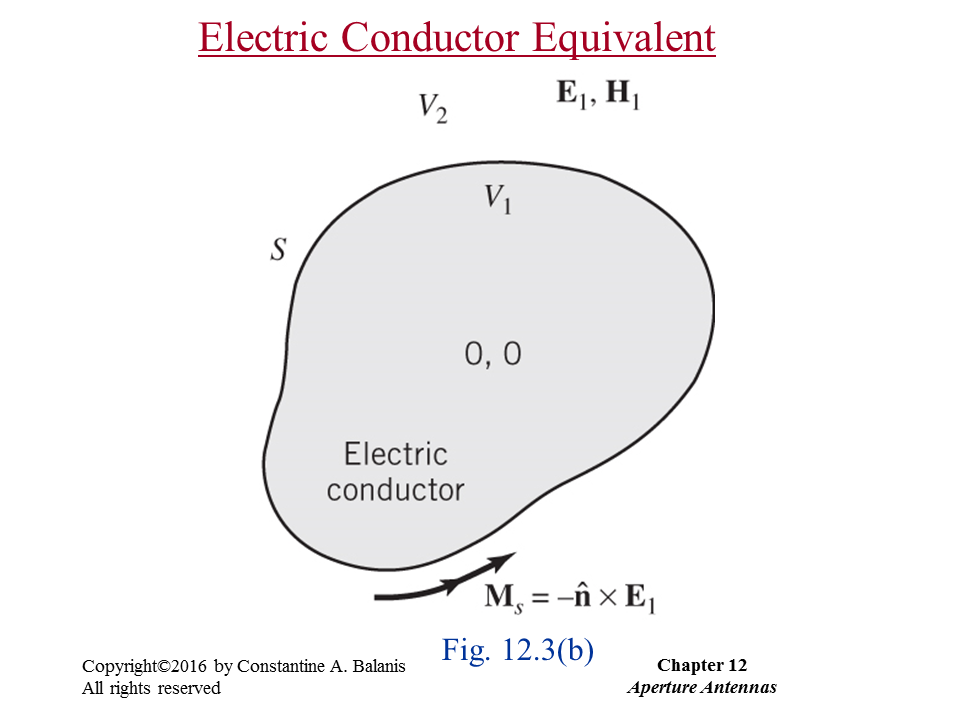 Electric Conductor Equivalent
V₂
E₁, H₁
V₁
S
0, 0
Electric
conductor
Mₛ = –n̂ × E₁
Fig. 12.3(b)
Copyright©2016 by Constantine A. Balanis
All rights reserved
Chapter 12
Aperture Antennas